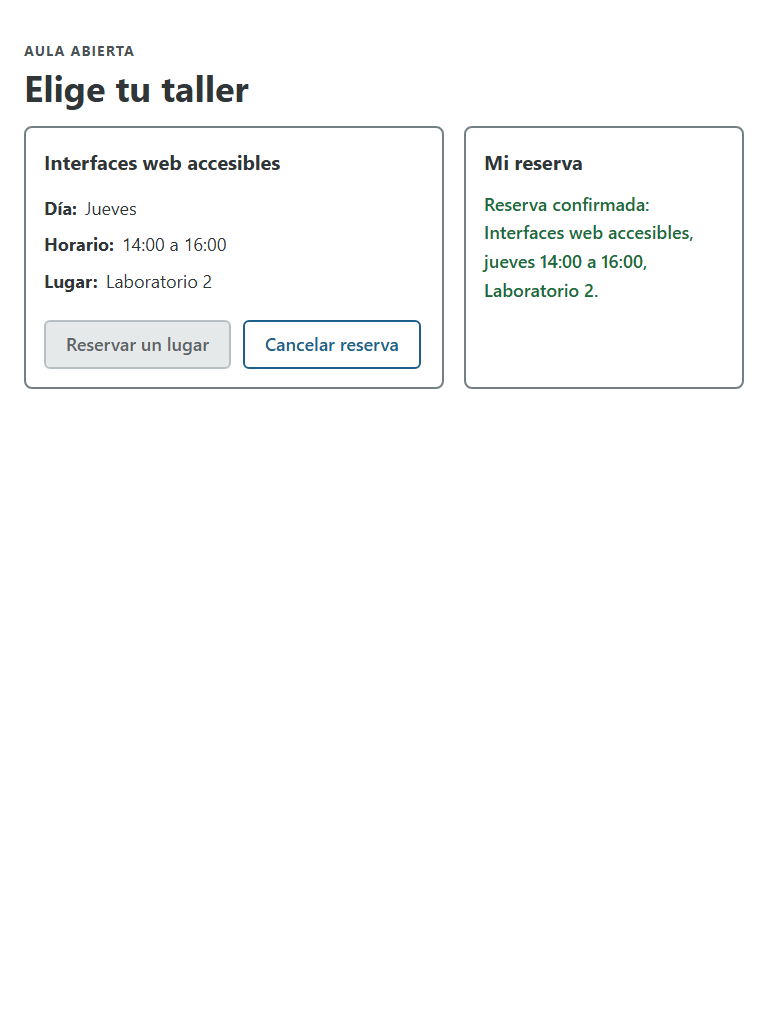 AULA ABIERTA
Elige tu taller
Interfaces web accesibles
Día: Jueves
Horario: 14:00 a 16:00
Lugar: Laboratorio 2
Reservar un lugar
Cancelar reserva
Mi reserva
Reserva confirmada:
Interfaces web accesibles,
jueves 14:00 a 16:00,
Laboratorio 2.